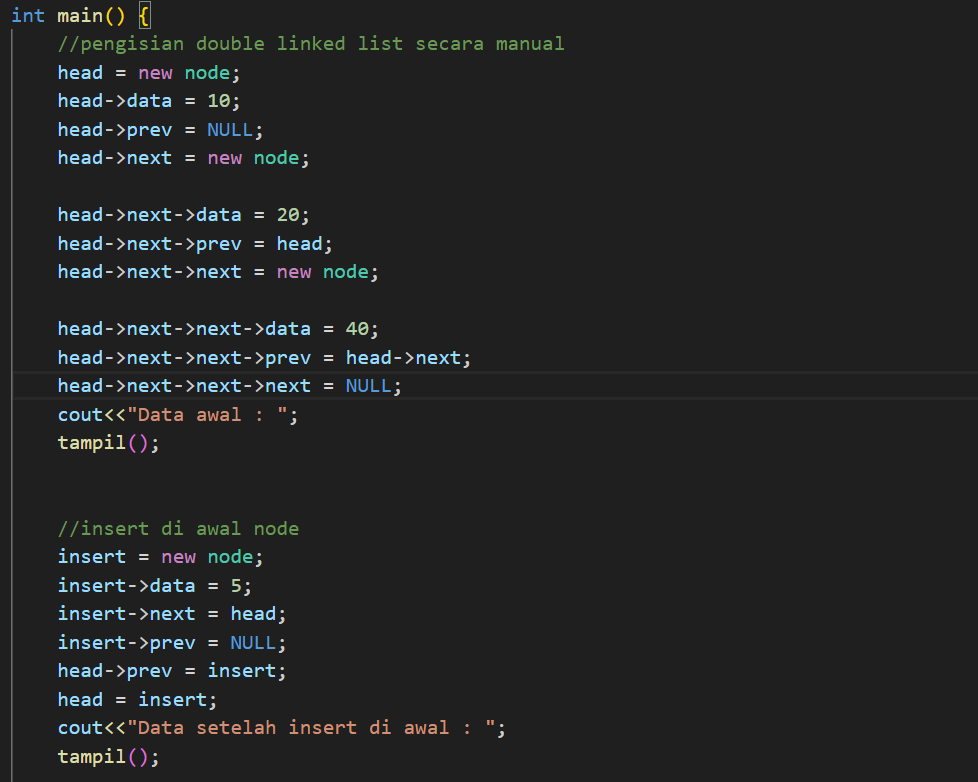 int main() {
    //pengisian double linked list secara manual
    head = new node;
    head->data = 10;
    head->prev = NULL;
    head->next = new node;

    head->next->data = 20;
    head->next->prev = head;
    head->next->next = new node;

    head->next->next->data = 40;
    head->next->next->prev = head->next;
    head->next->next->next = NULL;
    cout<<"Data awal : ";
    tampil();


    //insert di awal node
    insert = new node;
    insert->data = 5;
    insert->next = head;
    insert->prev = NULL;
    head->prev = insert;
    head = insert;
    cout<<"Data setelah insert di awal : ";
    tampil();